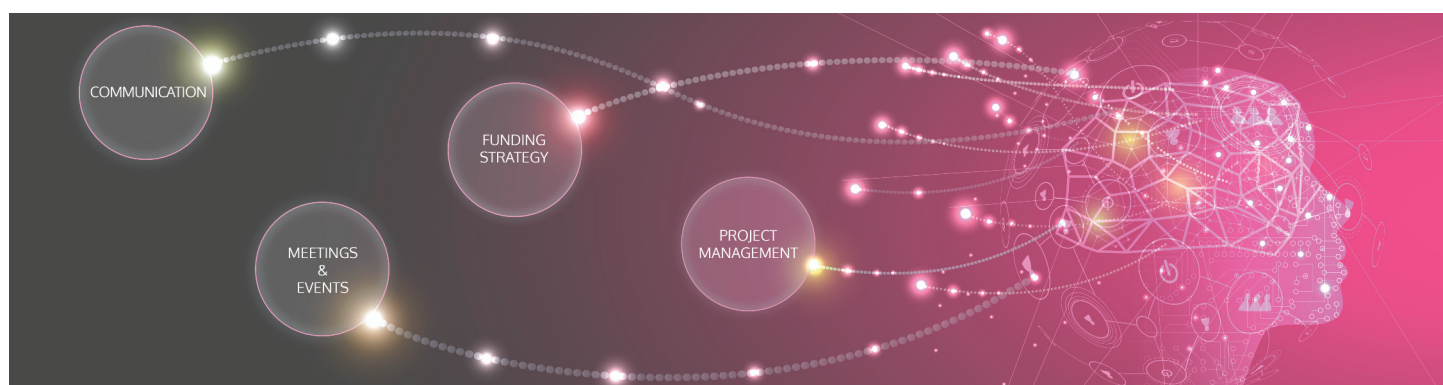 COMMUNICATION
FUNDING
STRATEGY
MEETINGS
&
EVENTS
PROJECT
MANAGEMENT